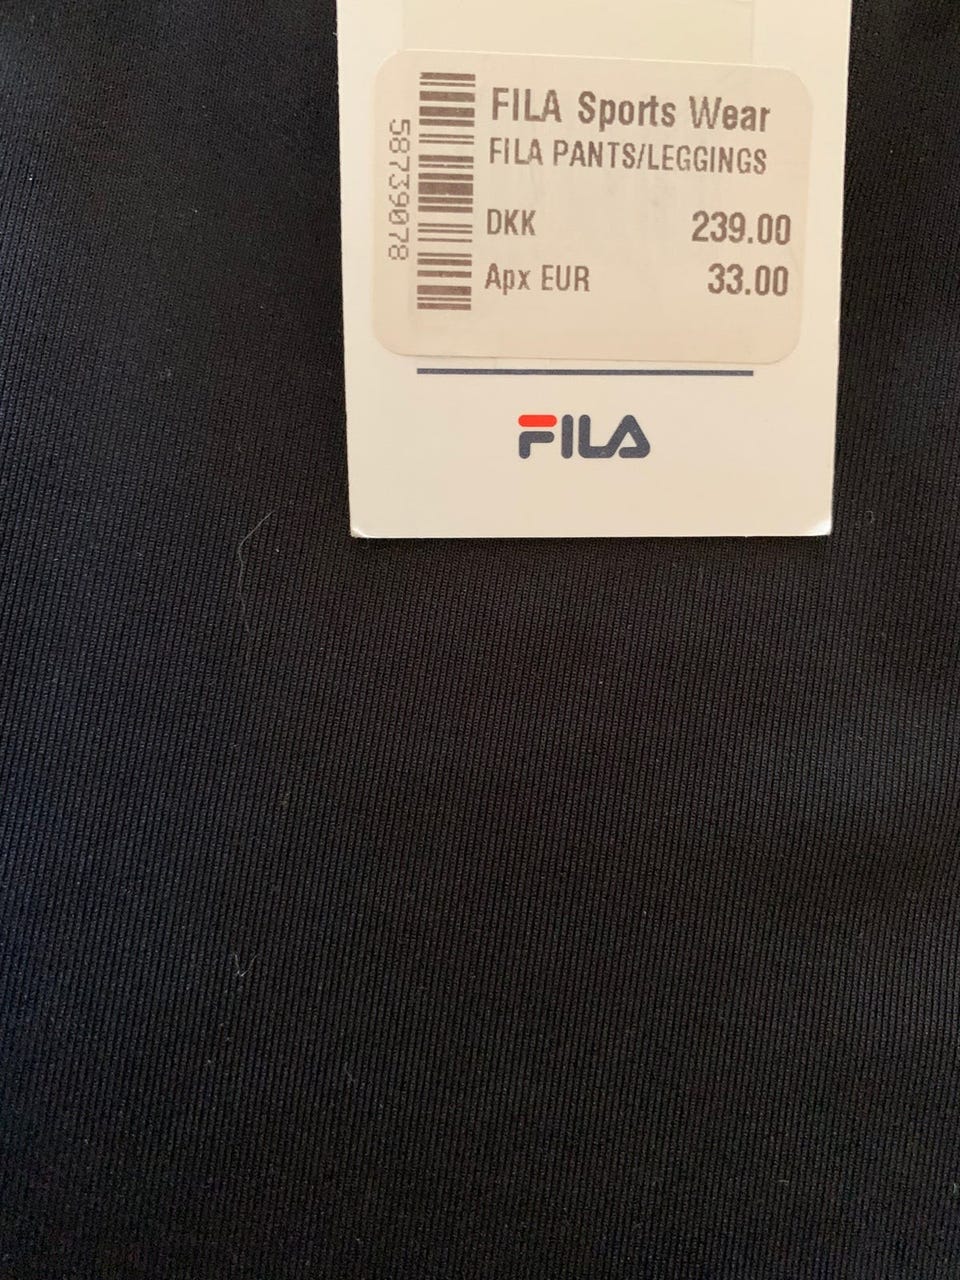 FILA Sports Wear
FILA PANTS/LEGGINGS
DKK 239.00
Apx EUR 33.00
58739078
FILA